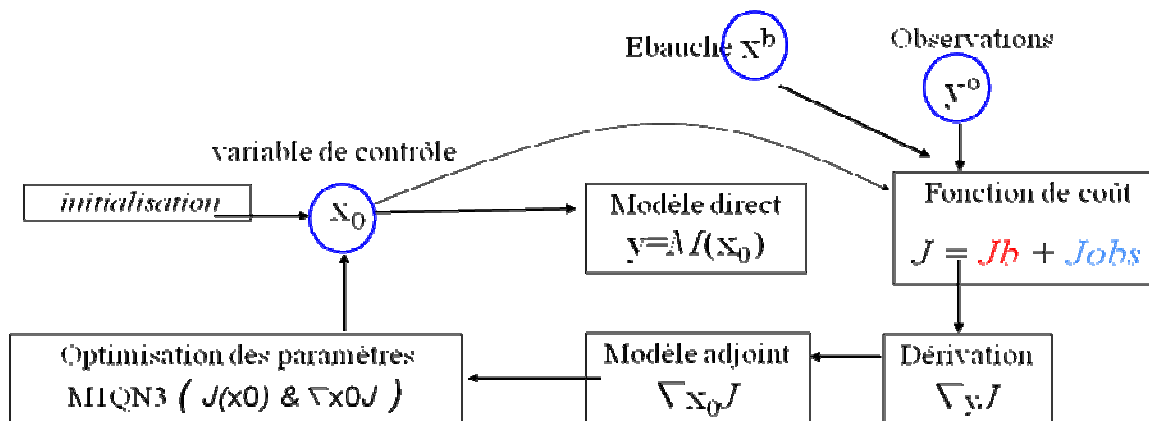 Ebauche x^b
Observations
y^o
variable de contrôle
initialisation
x₀
Modèle direct
y=M(x₀)
Fonction de coût
J = Jb + Jobs
Optimisation des paramètres
M1QN3 ( J(x0) & ∇x0J )
Modèle adjoint
∇x₀J
Dérivation
∇yJ